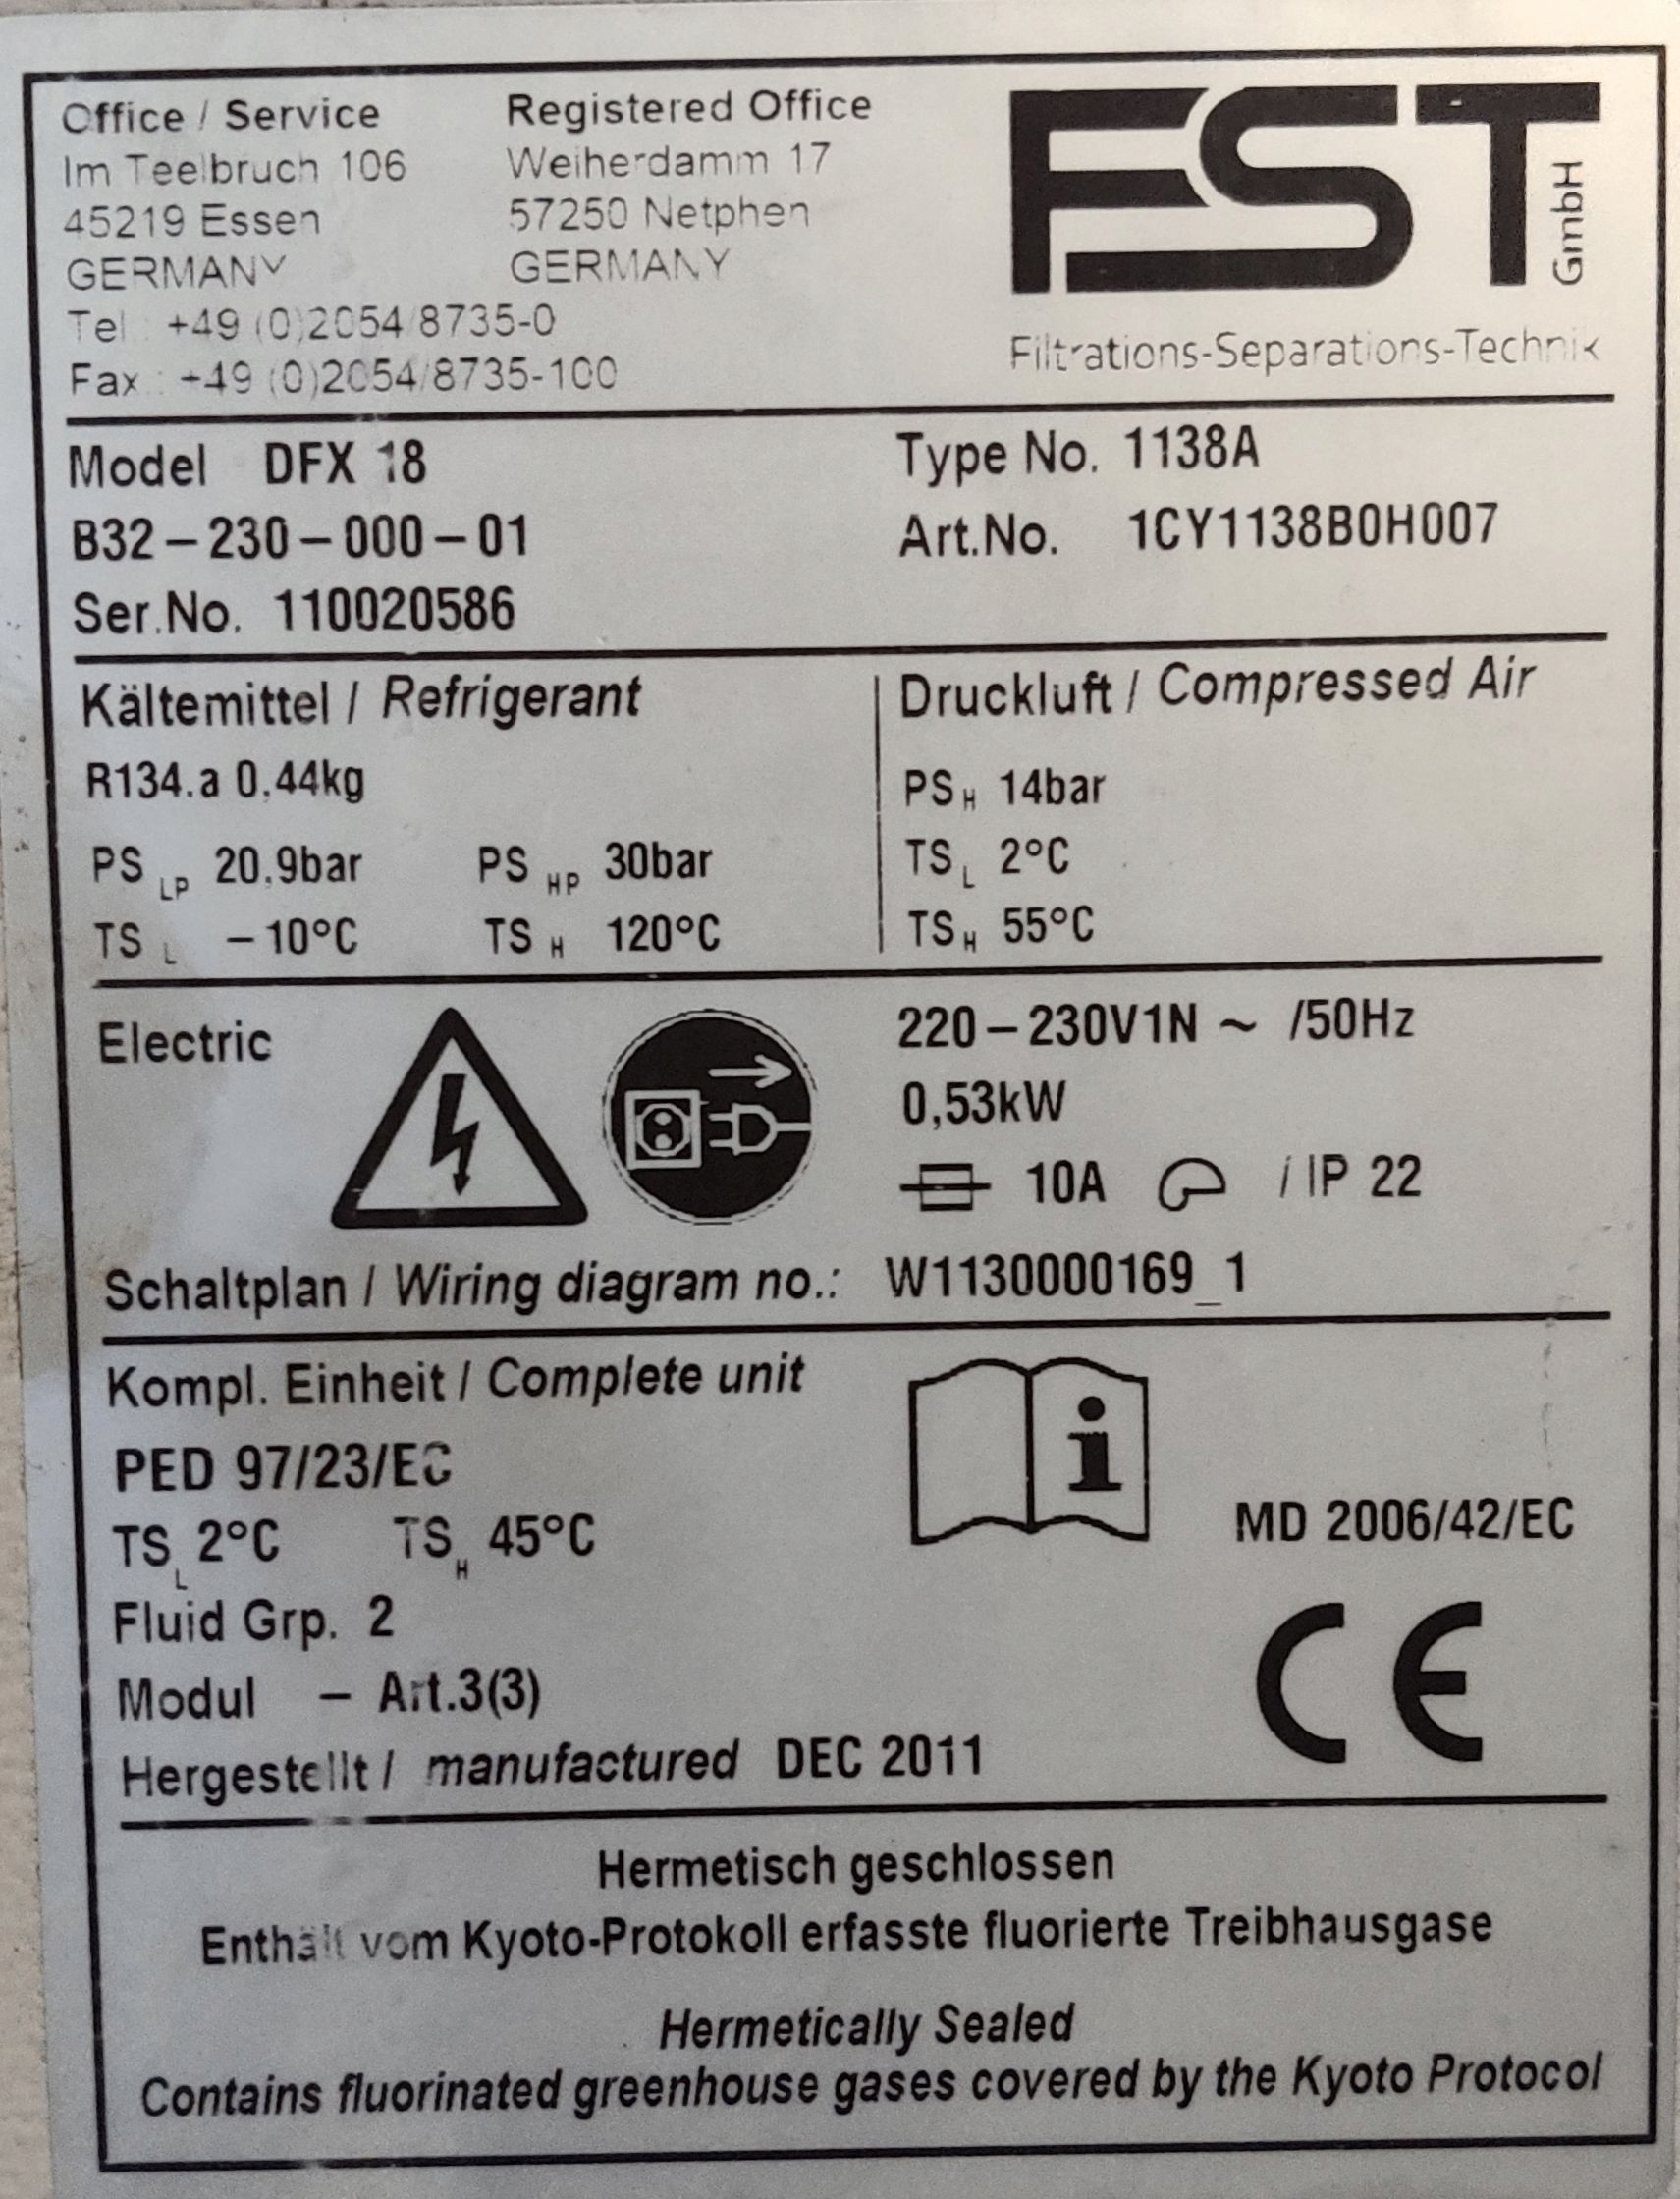 Office / Service
Im Teelbruch 106
45219 Essen
GERMANY
Tel.: +49 (0)2054/8735-0
Fax.: +49 (0)2054/8735-100
Registered Office
Weiherdamm 17
57250 Netphen
GERMANY
FST GmbH
Filtrations-Separations-Technik
Model DFX 18
B32-230-000-01
Ser.No. 110020586
Type No. 1138A
Art.No. 1CY1138B0H007
Kältemittel / Refrigerant
R134.a 0.44kg
PS LP 20.9bar PS HP 30bar
TS L -10°C TS H 120°C
Druckluft / Compressed Air
PS H 14bar
TS L 2°C
TS H 55°C
Electric
220-230V1N ~ /50Hz
0,53kW
10A / IP 22
Schaltplan / Wiring diagram no.: W1130000169_1
Kompl. Einheit / Complete unit
PED 97/23/EC
TS L 2°C TS H 45°C
Fluid Grp. 2
Modul - Art.3(3)
Hergestellt / manufactured DEC 2011
i
MD 2006/42/EC
CE
Hermetisch geschlossen
Enthält vom Kyoto-Protokoll erfasste fluorierte Treibhausgase
Hermetically Sealed
Contains fluorinated greenhouse gases covered by the Kyoto Protocol